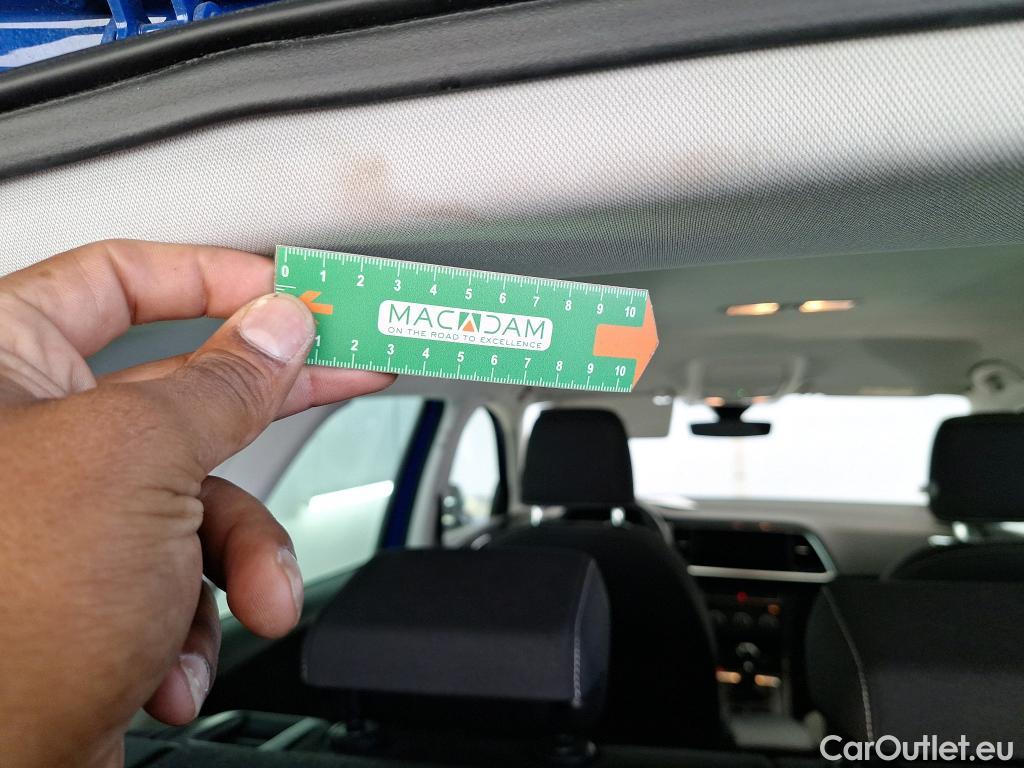 0 1 2 3 4 5 6 7 8 9 10
MACADAM
ON THE ROAD TO EXCELLENCE
1 2 3 4 5 6 7 8 9 10
CarOutlet.eu